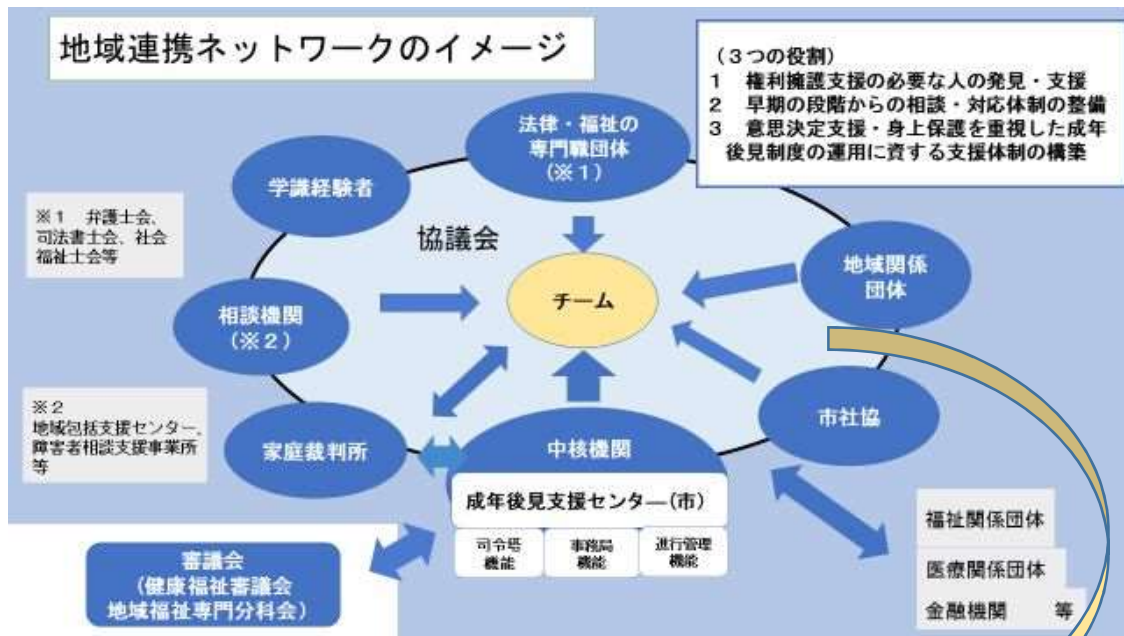 地域連携ネットワークのイメージ
(３つの役割)
１　権利擁護支援の必要な人の発見・支援
２　早期の段階からの相談・対応体制の整備
３　意思決定支援・身上保護を重視した成年
後見制度の運用に資する支援体制の構築
法律・福祉の
専門職団体
(※１)
学識経験者
※１　弁護士会、
司法書士会、社会
福祉士会等
協議会
地域関係
団体
チーム
相談機関
(※２)
※２
地域包括支援センター、
障害者相談支援事業所
等
市社協
家庭裁判所
中核機関
成年後見支援センター(市)
司令塔
機能
事務局
機能
進行管理
機能
福祉関係団体
医療関係団体
金融機関　　等
審議会
(健康福祉審議会
地域福祉専門分科会)